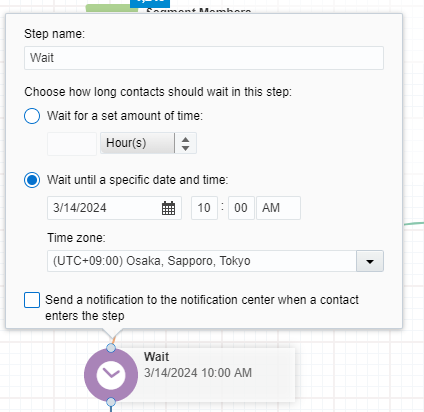 Segment Members
Step name:
Wait
Choose how long contacts should wait in this step:
Wait for a set amount of time:
Hour(s)
Wait until a specific date and time:
3/14/2024 10 : 00 AM
Time zone:
(UTC+09:00) Osaka, Sapporo, Tokyo
Send a notification to the notification center when a contact
enters the step
Wait
3/14/2024 10:00 AM